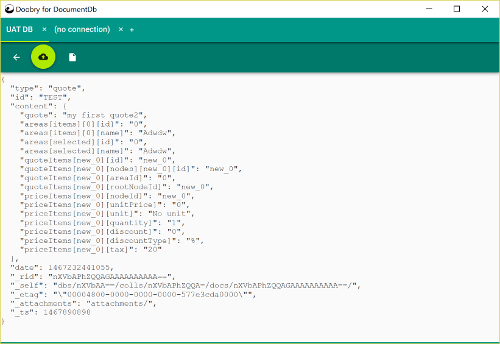 Doobry for DocumentDb
UAT DB × (no connection) × +
{
"type": "quote",
"id": "TEST",
"content": {
"quote": "my first quote2",
"areas[items][0][id]": "0",
"areas[items][0][name]": "Adwdw",
"areas[selected][id]": "0",
"areas[selected][name]": "Adwdw",
"quoteItems[new_0][id]": "new_0",
"quoteItems[new_0][nodes][new_0][id]": "new_0",
"quoteItems[new_0][areaId]": "0",
"quoteItems[new_0][rootNodeId]": "new_0",
"priceItems[new_0][nodeId]": "new_0",
"priceItems[new_0][unitPrice]": "0",
"priceItems[new_0][unit]": "No unit",
"priceItems[new_0][quantity]": "1",
"priceItems[new_0][discount]": "0",
"priceItems[new_0][discountType]": "%",
"priceItems[new_0][tax]": "20"
},
"date": 1467232441055,
"_rid": "nXVbAPhZQQAGAAAAAAAAAA==",
"_self": "dbs/nXVbAA==/colls/nXVbAPhZQQA=/docs/nXVbAPhZQQAGAAAAAAAAAA==/",
"_etag": "\"00004800-0000-0000-0000-577e3cda0000\"",
"_attachments": "attachments/",
"_ts": 1467890898
}